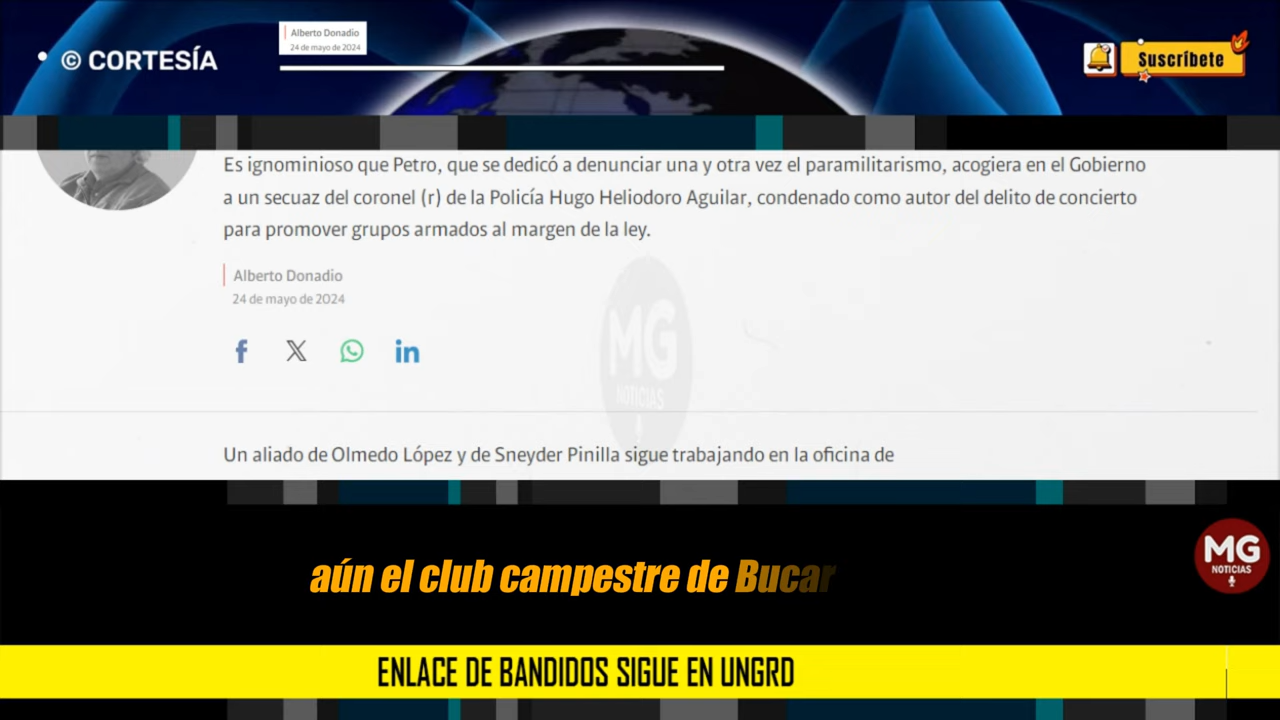 © CORTESÍA
Alberto Donadio
24 de mayo de 2024
Suscríbete
Es ignominioso que Petro, que se dedicó a denunciar una y otra vez el paramilitarismo, acogiera en el Gobierno
a un secuaz del coronel (r) de la Policía Hugo Heliodoro Aguilar, condenado como autor del delito de concierto
para promover grupos armados al margen de la ley.
Alberto Donadio
24 de mayo de 2024
MG
NOTICIAS
Un aliado de Olmedo López y de Sneyder Pinilla sigue trabajando en la oficina de
aún el club campestre de Bucar
MG
NOTICIAS
ENLACE DE BANDIDOS SIGUE EN UNGRD